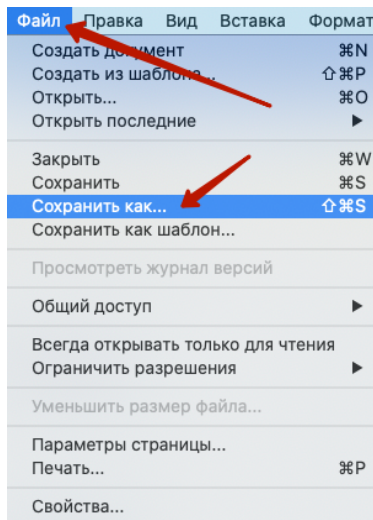 Файл Правка Вид Вставка Формат
Создать документ ⌘N
Создать из шаблона... ⇧⌘P
Открыть... ⌘O
Открыть последние ▶
Закрыть ⌘W
Сохранить ⌘S
Сохранить как... ⇧⌘S
Сохранить как шаблон...
Просмотреть журнал версий
Общий доступ ▶
Всегда открывать только для чтения
Ограничить разрешения ▶
Уменьшить размер файла...
Параметры страницы...
Печать... ⌘P
Свойства...